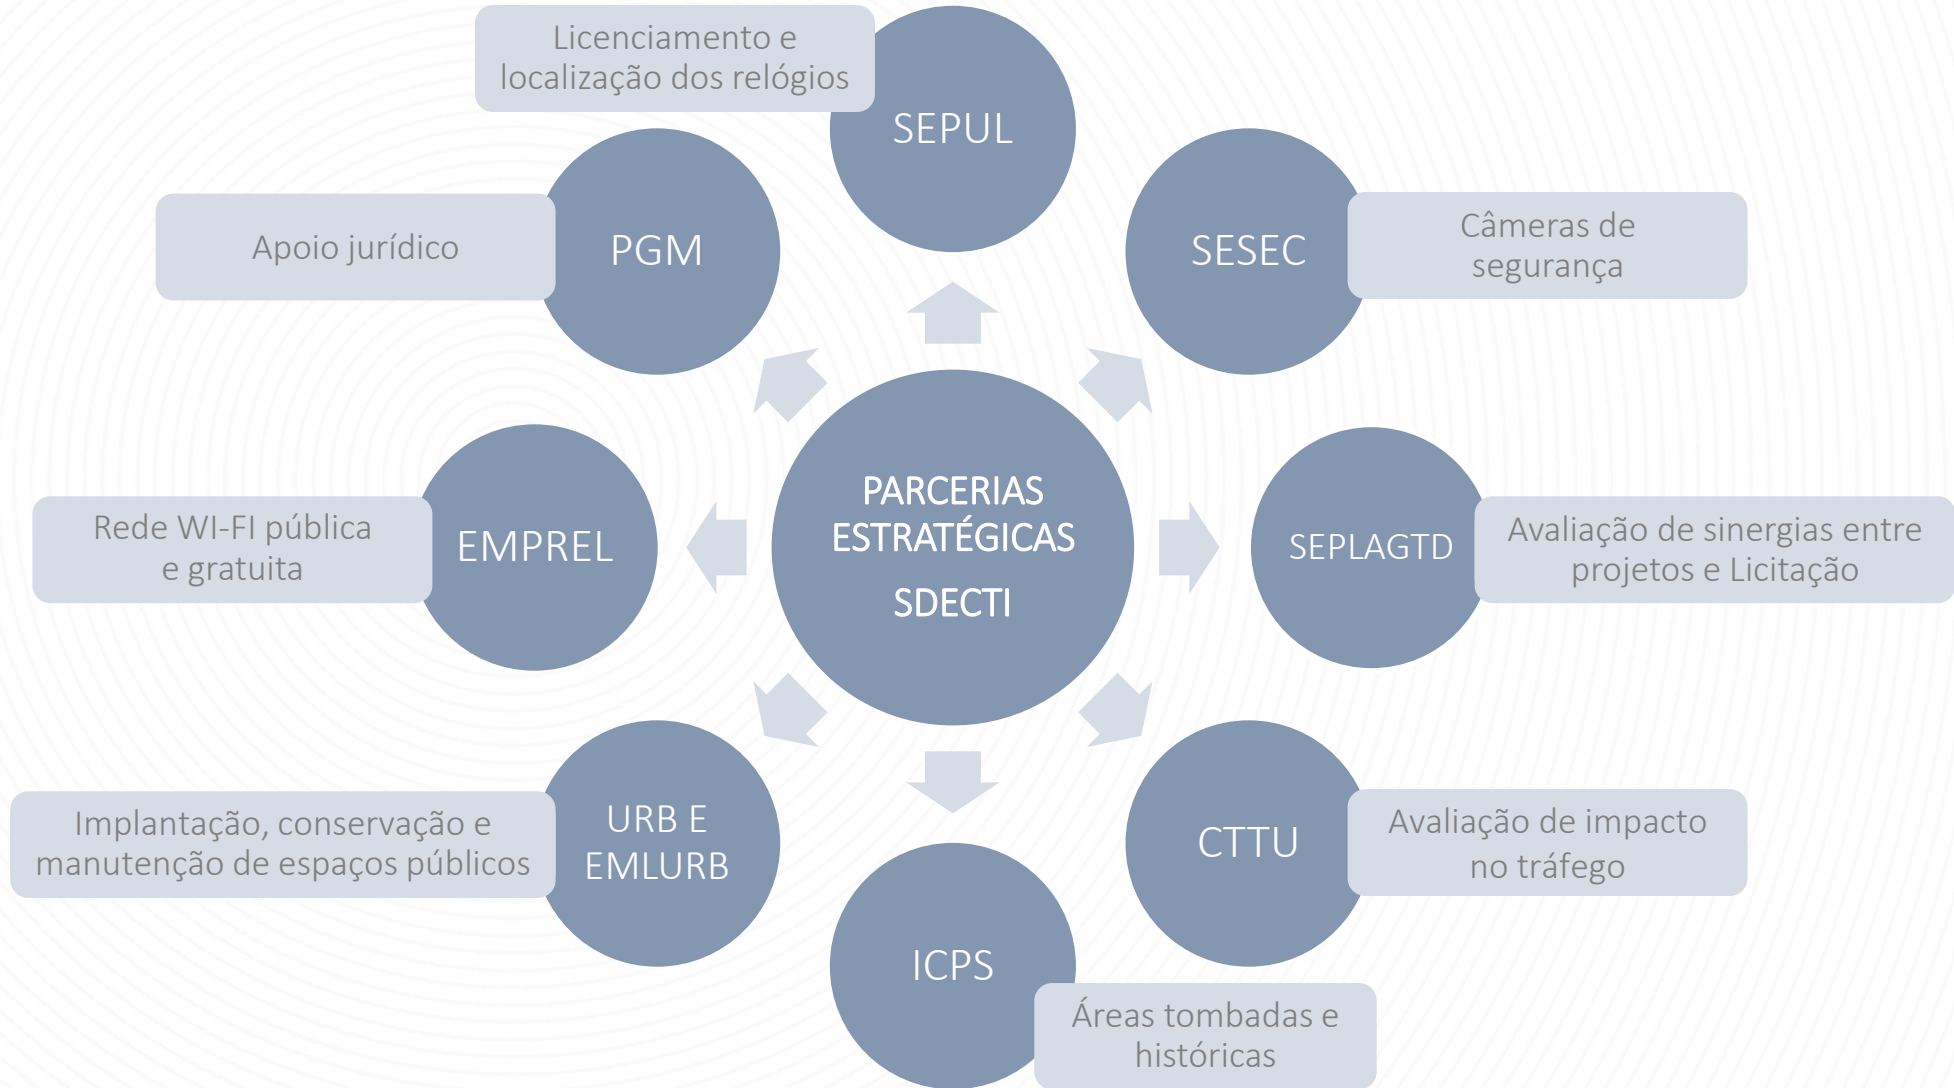 Licenciamento e
localização dos relógios
SEPUL
PGM
Apoio jurídico
SESEC
Câmeras de
segurança
PARCERIAS
ESTRATÉGICAS
SDECTI
EMPREL
Rede WI-FI pública
e gratuita
SEPLAGTD
Avaliação de sinergias entre
projetos e Licitação
URB E
EMLURB
Implantação, conservação e
manutenção de espaços públicos
CTTU
Avaliação de impacto
no tráfego
ICPS
Áreas tombadas e
históricas